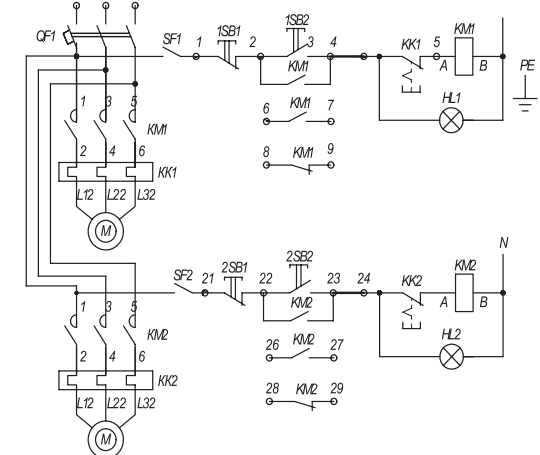 QF1
SF1 1 1SB1 2 1SB2 3 4 KK1 5 KM1
A B
KM1
PE
HL1
1 3 5 KM1
6 KM1 7
2 4 6
8 KM1 9
KK1
L12 L22 L32
M
N
SF2 21 2SB1 22 2SB2 23 24 KK2 KM2
A B
KM2
1 3 5 KM2
HL2
26 KM2 27
2 4 6
KK2
28 KM2 29
L12 L22 L32
M